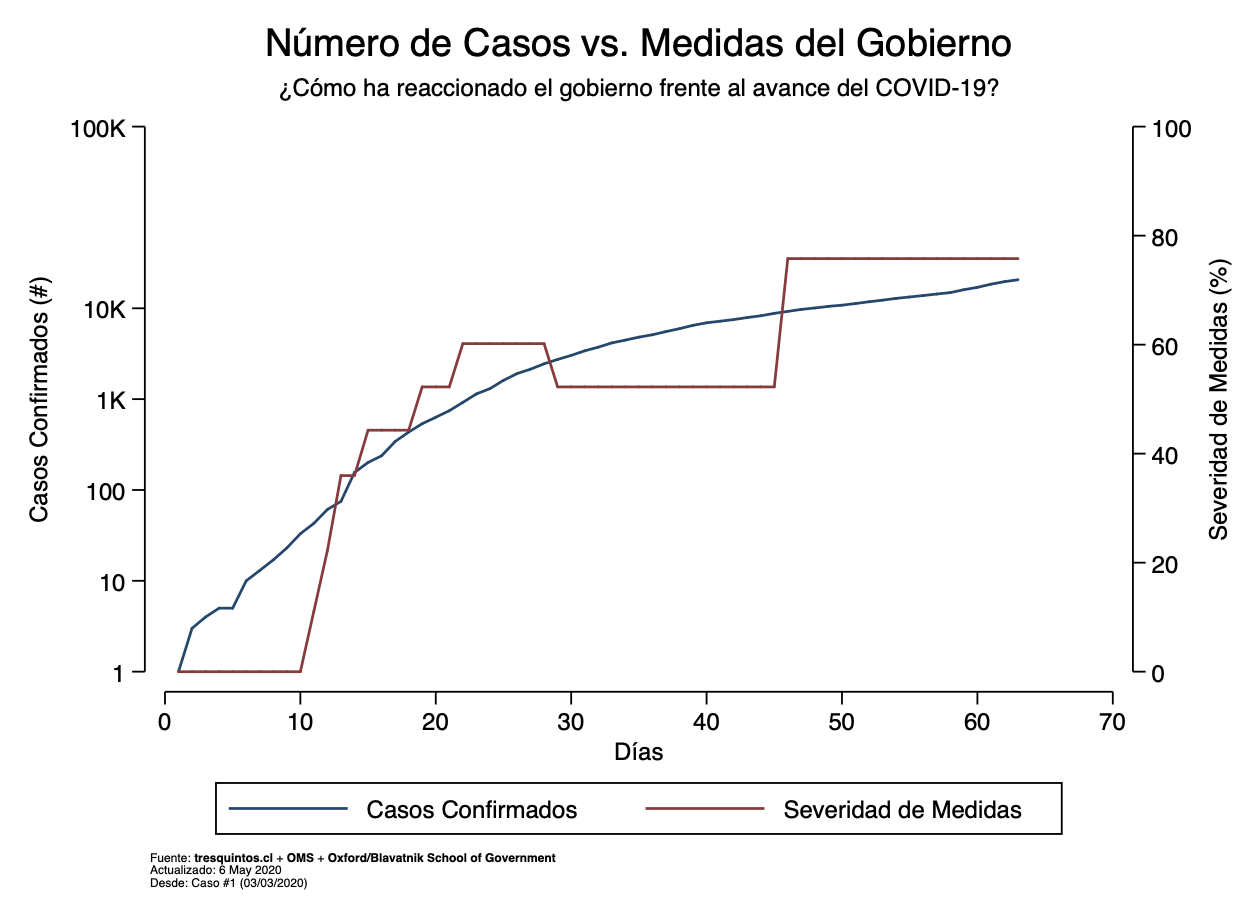 Número de Casos vs. Medidas del Gobierno
¿Cómo ha reaccionado el gobierno frente al avance del COVID-19?
100K
10K
1K
100
10
1
Casos Confirmados (#)
100
80
60
40
20
0
Severidad de Medidas (%)
0 10 20 30 40 50 60 70
Días
Casos Confirmados Severidad de Medidas
Fuente: tresquintos.cl + OMS + Oxford/Blavatnik School of Government
Actualizado: 6 May 2020
Desde: Caso #1 (03/03/2020)